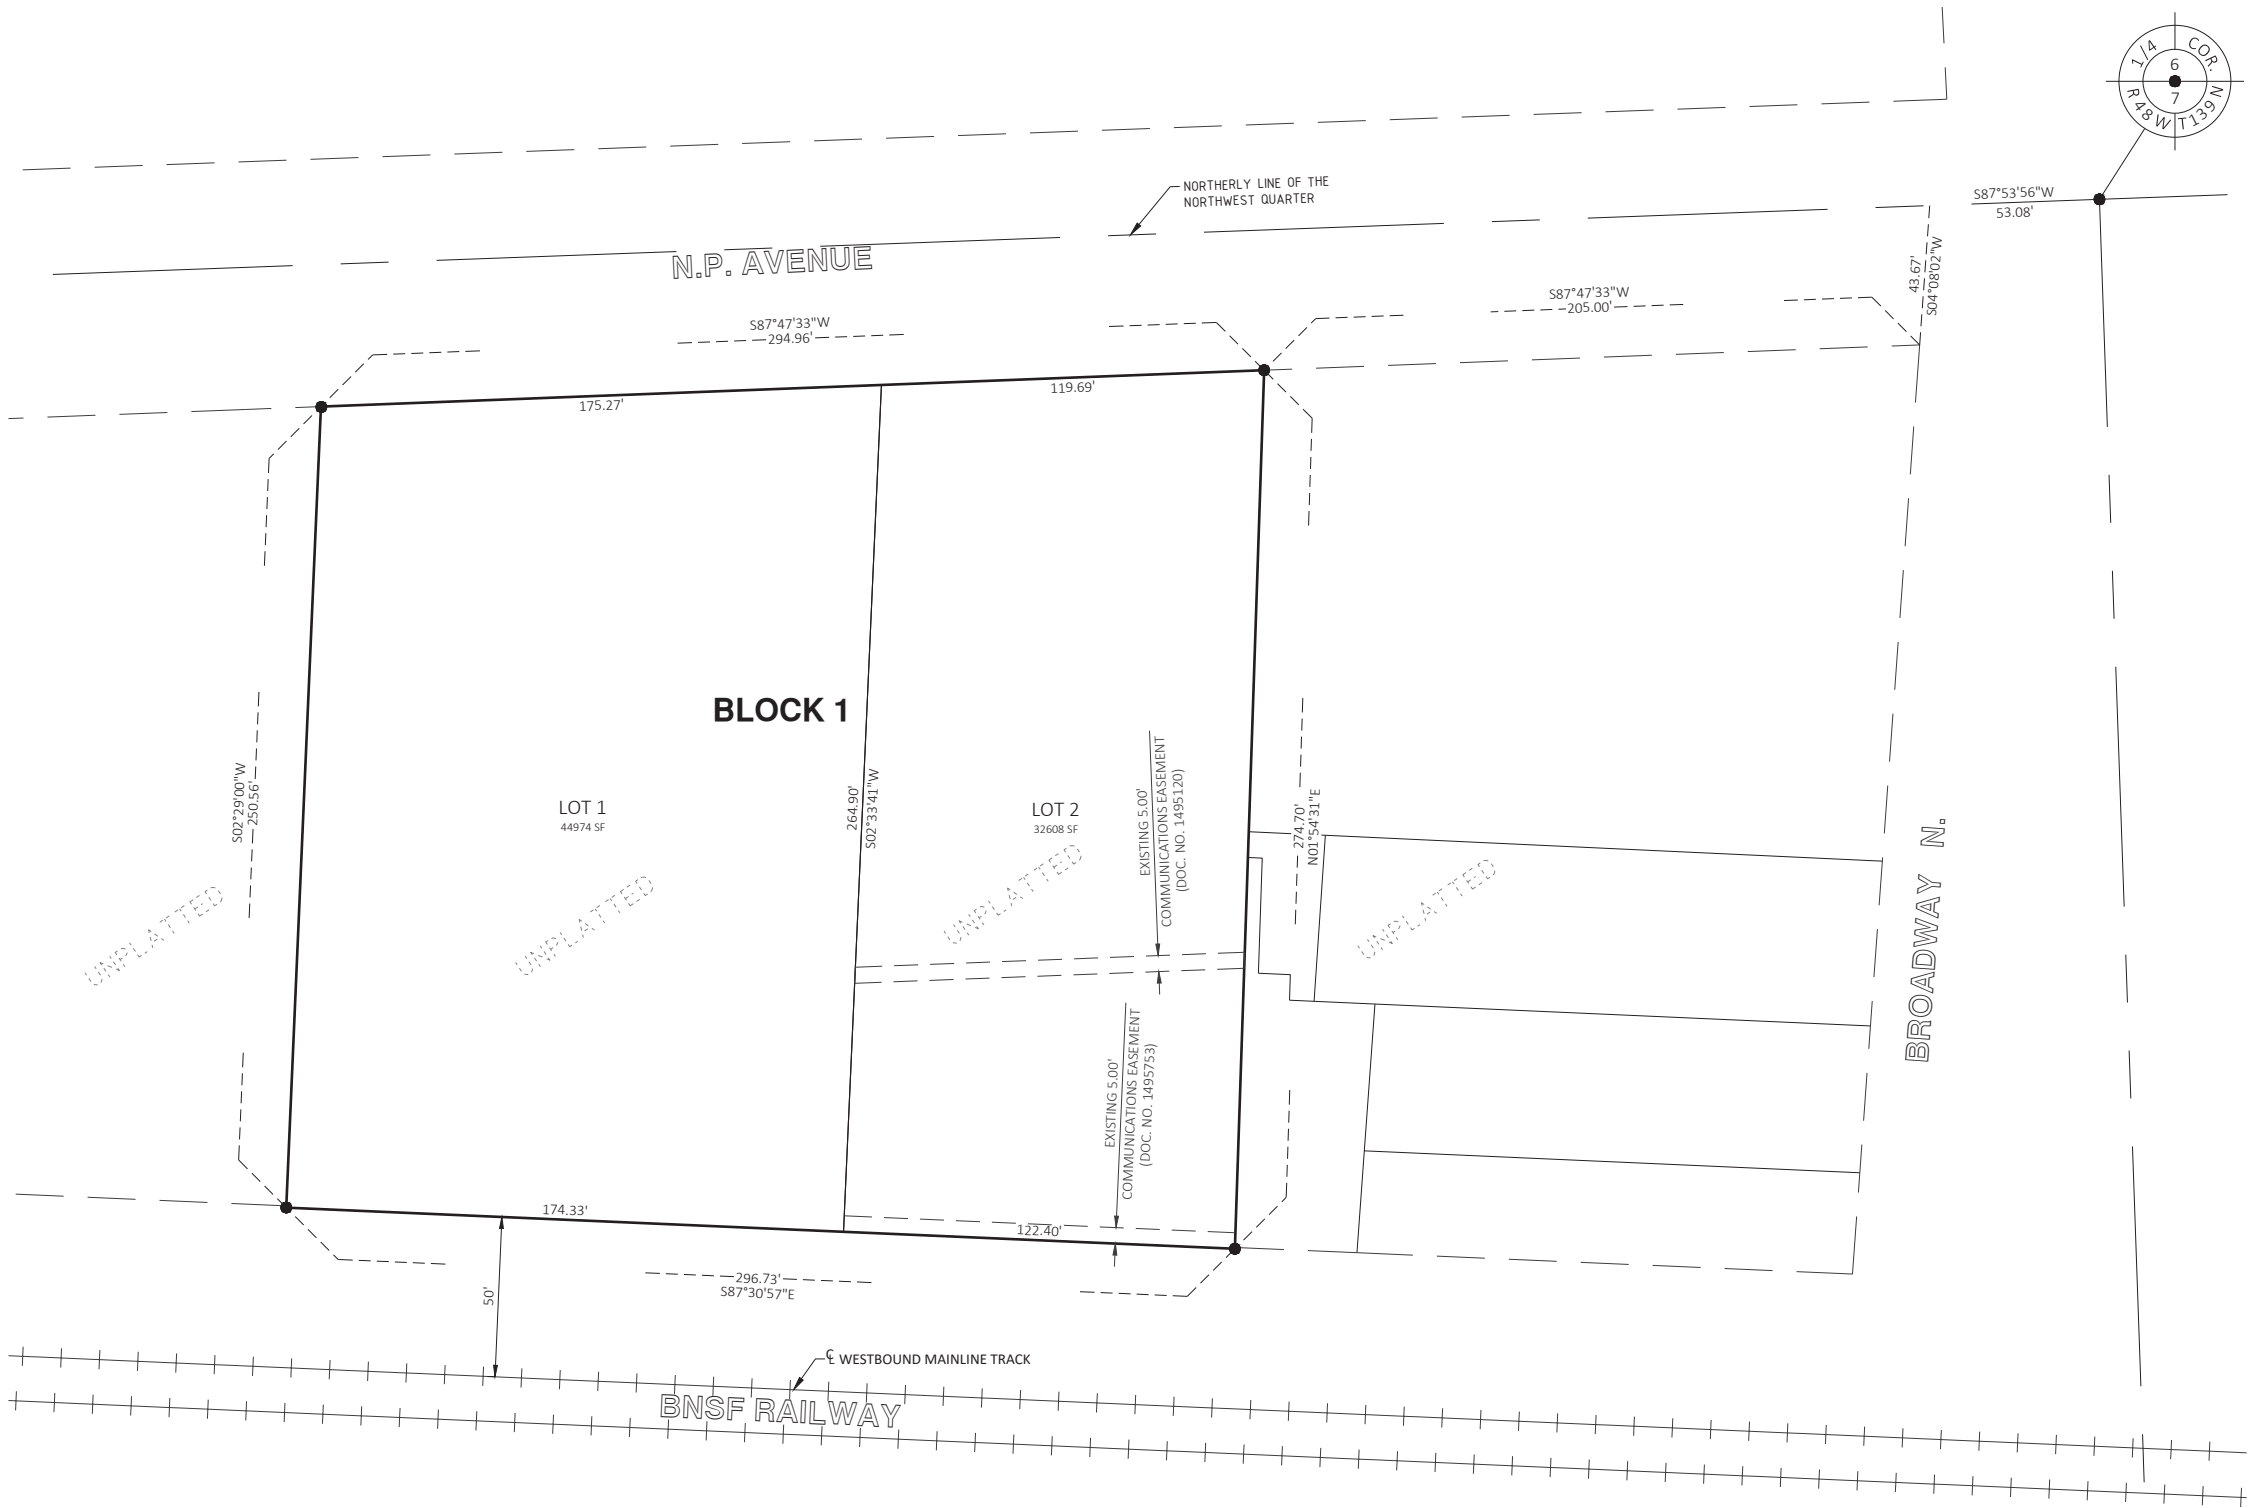 1/4 COR.
6
7
R 48 W T139 N
NORTHERLY LINE OF THE
NORTHWEST QUARTER
S87°53'56"W
53.08'
N.P. AVENUE
43.67'
S04°08'02"W
S87°47'33"W
294.96'
S87°47'33"W
205.00'
175.27'
119.69'
BLOCK 1
S02°29'00"W
250.56'
LOT 1
44974 SF
264.90'
S02°33'41"W
LOT 2
32608 SF
EXISTING 5.00'
COMMUNICATIONS EASEMENT
(DOC. NO. 1495120)
274.70'
N01°54'31"E
BROADWAY N.
UNPLATTED
UNPLATTED
UNPLATTED
UNPLATTED
EXISTING 5.00'
COMMUNICATIONS EASEMENT
(DOC. NO. 1495753)
174.33'
122.40'
296.73'
S87°30'57"E
50'
℄ WESTBOUND MAINLINE TRACK
BNSF RAILWAY